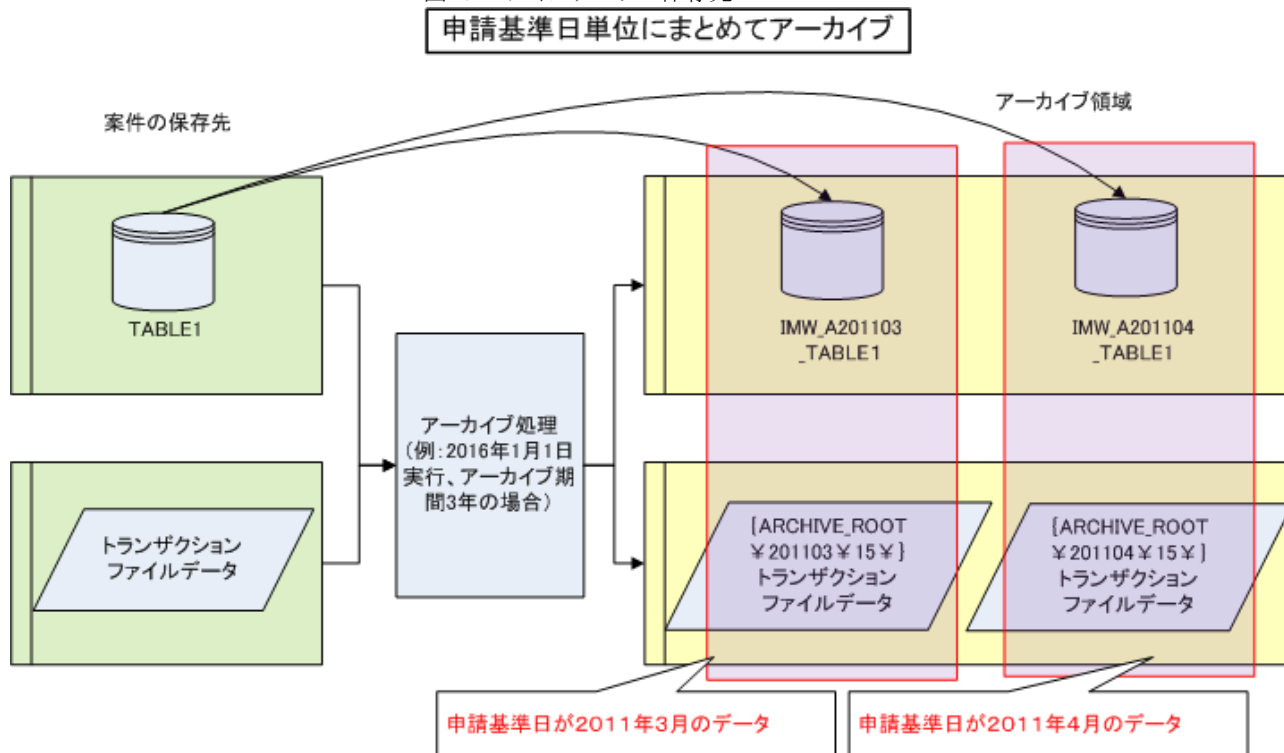 申請基準日単位にまとめてアーカイブ
案件の保存先
アーカイブ領域
TABLE1
IMW_A201103
_TABLE1
IMW_A201104
_TABLE1
アーカイブ処理
(例:2016年1月1日
実行、アーカイブ期
間3年の場合)
トランザクション
ファイルデータ
[ARCHIVE_ROOT
¥201103¥15¥]
トランザクション
ファイルデータ
[ARCHIVE_ROOT
¥201104¥15¥]
トランザクション
ファイルデータ
申請基準日が2011年3月のデータ
申請基準日が2011年4月のデータ